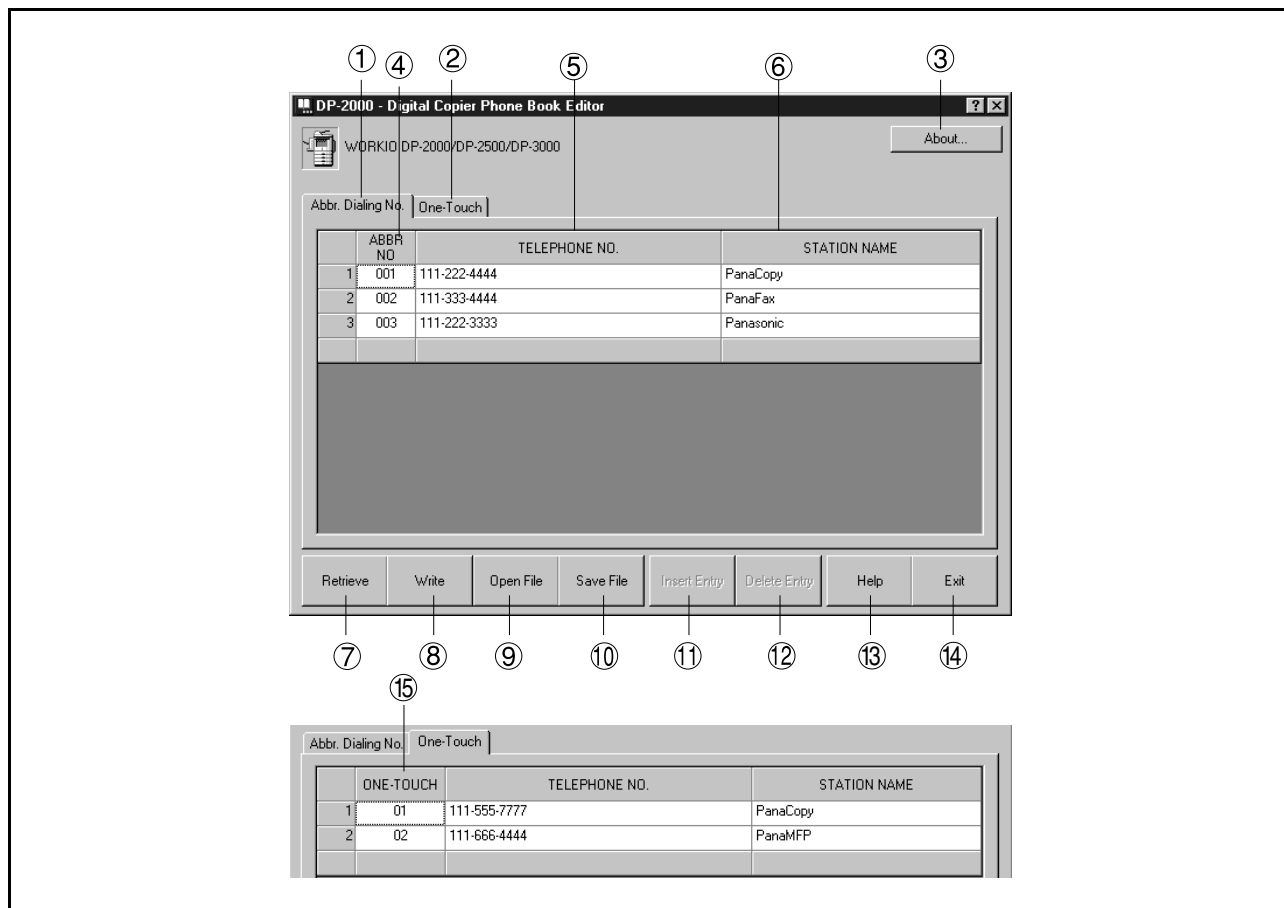 ① ④ ② ⑤ ⑥ ③
DP-2000 - Digital Copier Phone Book Editor ? ×
WORKIO DP-2000/DP-2500/DP-3000 About...
Abbr. Dialing No. One-Touch
ABBR NO TELEPHONE NO. STATION NAME
1 001 111-222-4444 PanaCopy
2 002 111-333-4444 PanaFax
3 003 111-222-3333 Panasonic
Retrieve Write Open File Save File Insert Entry Delete Entry Help Exit
⑦ ⑧ ⑨ ⑩ ⑪ ⑫ ⑬ ⑭
⑮
Abbr. Dialing No. One-Touch
ONE-TOUCH TELEPHONE NO. STATION NAME
1 01 111-555-7777 PanaCopy
2 02 111-666-4444 PanaMFP